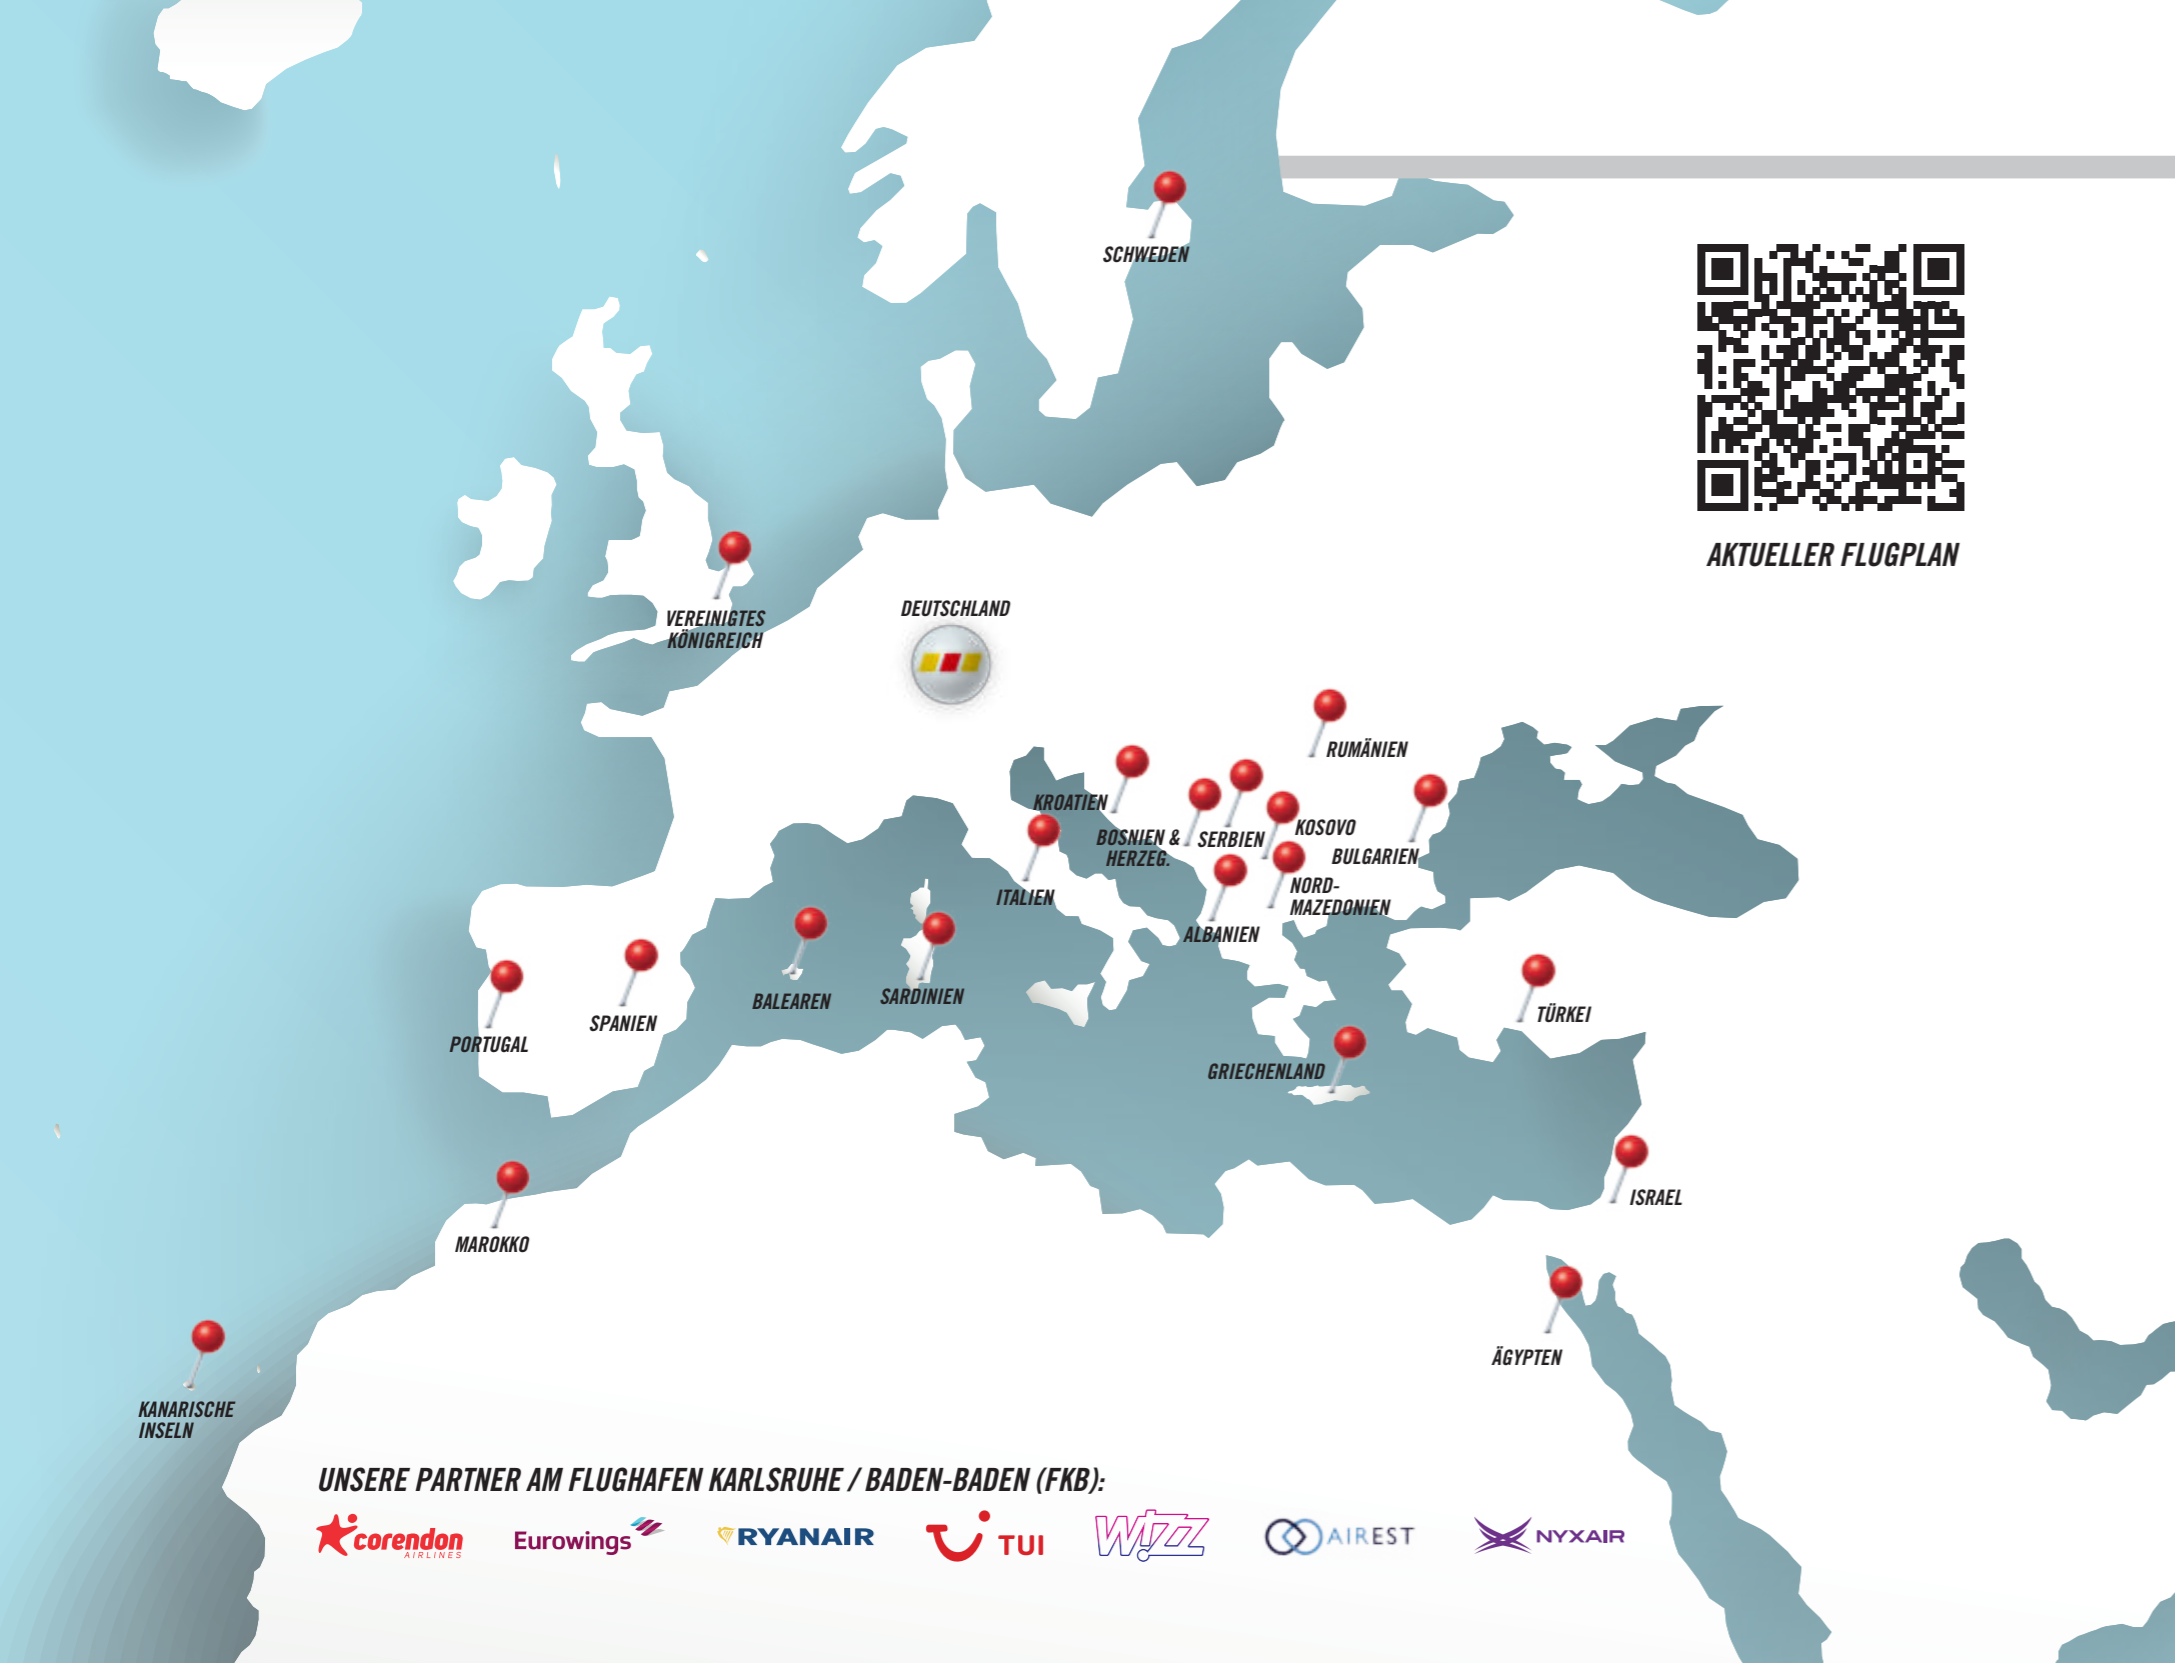 SCHWEDEN
AKTUELLER FLUGPLAN
VEREINIGTES
KÖNIGREICH
DEUTSCHLAND
RUMÄNIEN
KROATIEN
BOSNIEN &
HERZEG.
SERBIEN
KOSOVO
BULGARIEN
ITALIEN
NORD-
MAZEDONIEN
ALBANIEN
BALEAREN
SARDINIEN
SPANIEN
PORTUGAL
TÜRKEI
GRIECHENLAND
ISRAEL
MAROKKO
ÄGYPTEN
KANARISCHE
INSELN
UNSERE PARTNER AM FLUGHAFEN KARLSRUHE / BADEN-BADEN (FKB):
corendon
AIRLINES
Eurowings
RYANAIR
TUI
WIZZ
AIREST
NYXAIR